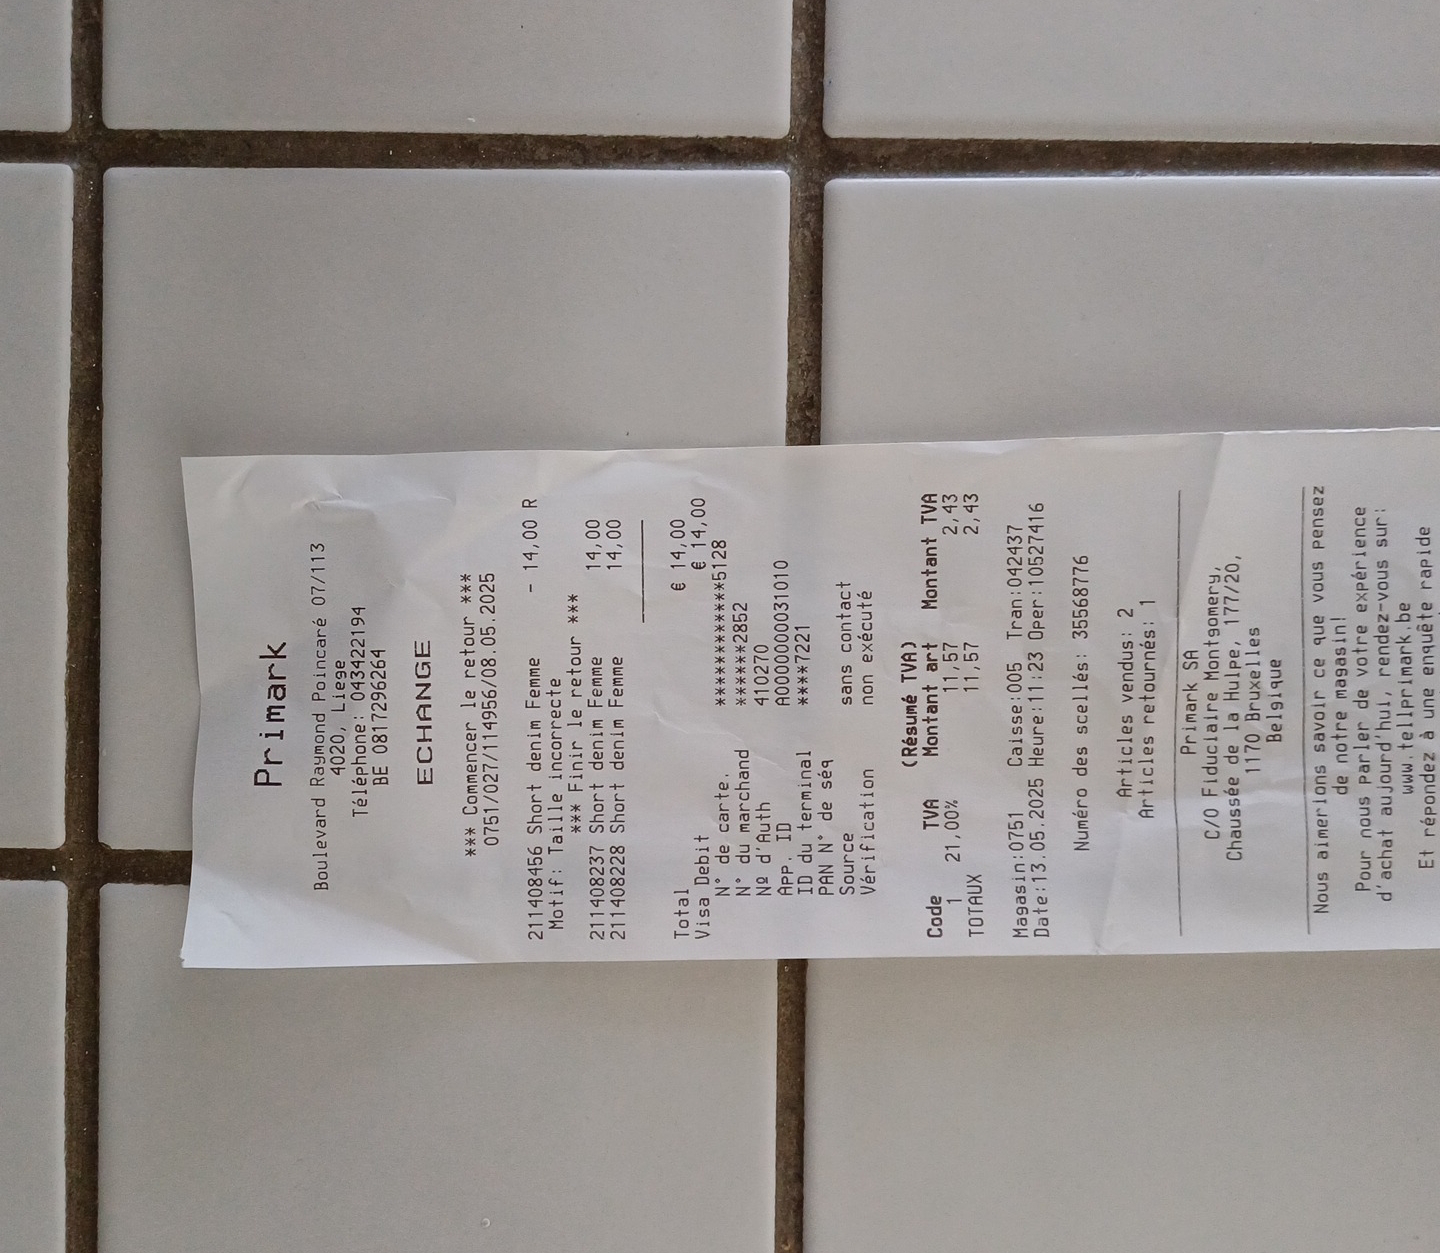 Primark
Boulevard Raymond Poincaré 07/113
4020, Liege
Téléphone: 043422194
BE 0817296264
ECHANGE
*** Commencer le retour ***
0751/027/114956/08.05.2025
2114084​56 Short denim Femme - 14,00 R
Motif: Taille incorrecte
*** Finir le retour ***
211408237 Short denim Femme 14,00
211408228 Short denim Femme 14,00
Total € 14,00
Visa Debit € 14,00
N° de carte. ************5128
N° du marchand ******2852
Nº d'Auth 410270
App. ID A0000000031010
ID du terminal ****7221
PAN N° de séq
Source sans contact
Vérification non exécuté
(Résumé TVA)
Code TVA Montant art Montant TVA
1 21,00% 11,57 2,43
TOTAUX 11,57 2,43
Magasin:0751 Caisse:005 Tran:042437
Date:13.05.2025 Heure:11:23 Oper:10527416
Numéro des scellés: 35568776
Articles vendus: 2
Articles retournés: 1
Primark SA
C/O Fiduciaire Montgomery,
Chaussée de la Hulpe, 177/20,
1170 Bruxelles
Belgique
Nous aimerions savoir ce que vous pensez
de notre magasin!
Pour nous parler de votre expérience
d'achat aujourd'hui, rendez-vous sur:
www.tellprimark.be
Et répondez à une enquête rapide